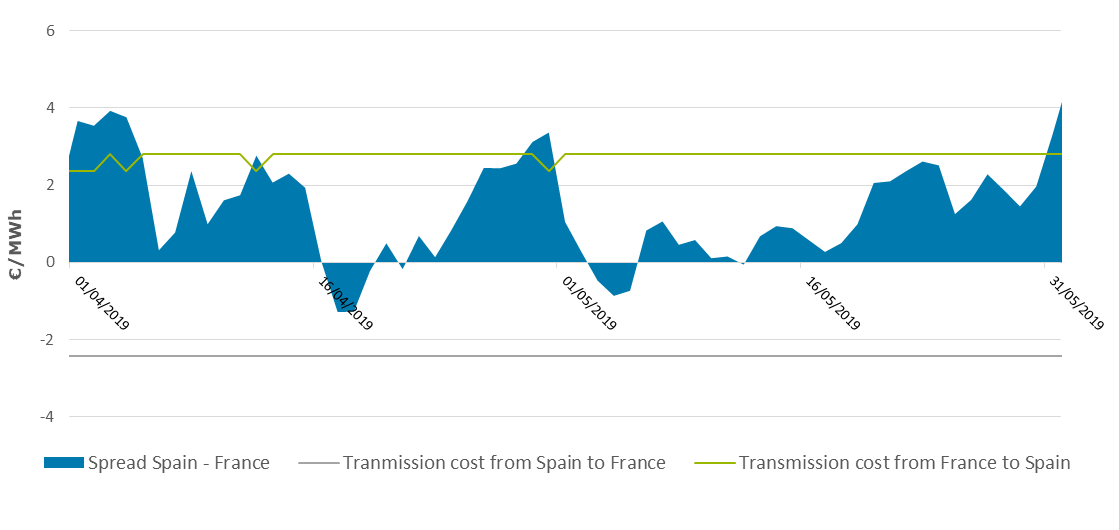 6
4
2
0
-2
-4
€/MWh
01/04/2019
16/04/2019
01/05/2019
16/05/2019
31/05/2019
Spread Spain - France
Tranmission cost from Spain to France
Transmission cost from France to Spain